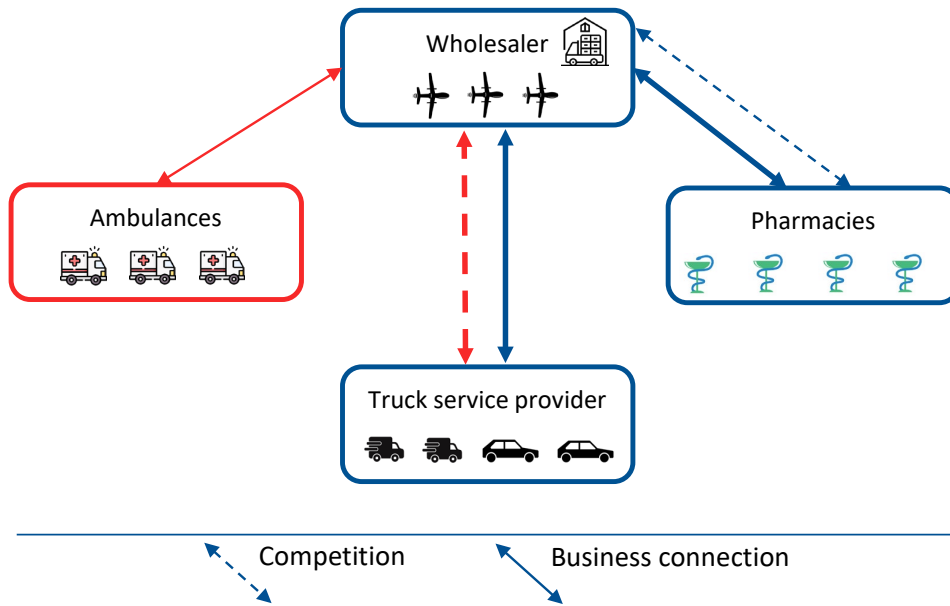 Wholesaler
Ambulances
Pharmacies
Truck service provider
Competition
Business connection